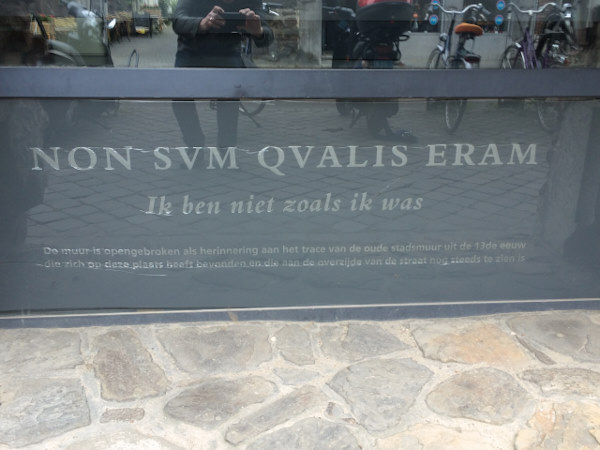 NON SVM QVALIS ERAM
Ik ben niet zoals ik was
De muur is opengebroken als herinnering aan het trace van de oude stadsmuur uit de 13de eeuw
die zich op deze plaats heeft bevonden en die aan de overzijde van de straat nog steeds te zien is